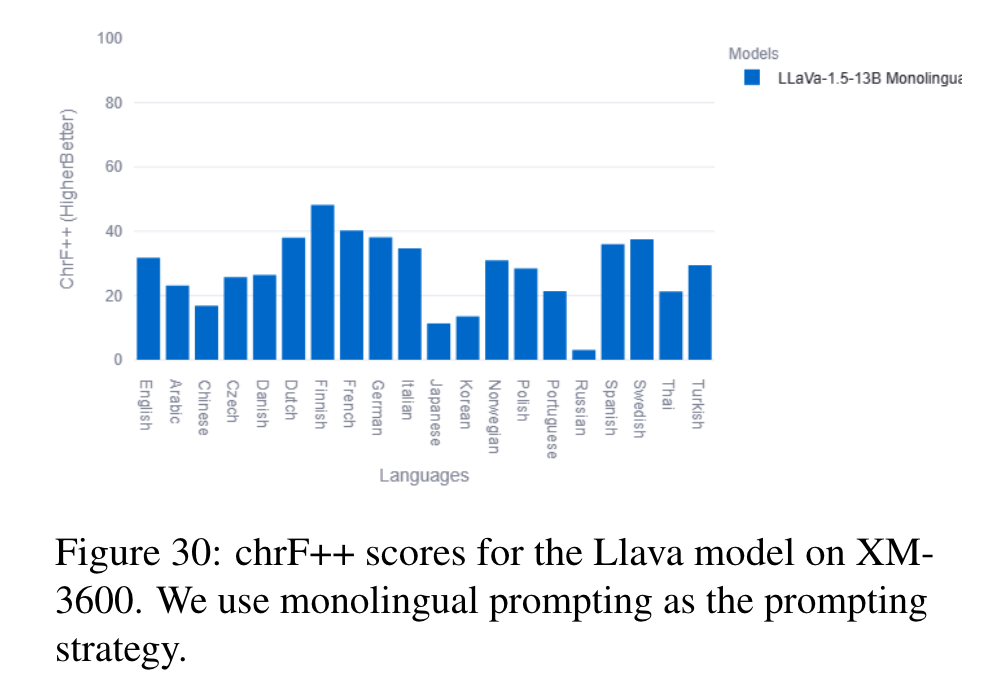 100
80
60
40
20
0
ChrF++ (HigherBetter)
English
Arabic
Chinese
Czech
Danish
Dutch
Finnish
French
German
Italian
Japanese
Korean
Norwegian
Polish
Portuguese
Russian
Spanish
Swedish
Thai
Turkish
Languages
Models
LLaVa-1.5-13B Monolingua
Figure 30: chrF++ scores for the Llava model on XM-
3600. We use monolingual prompting as the prompting
strategy.